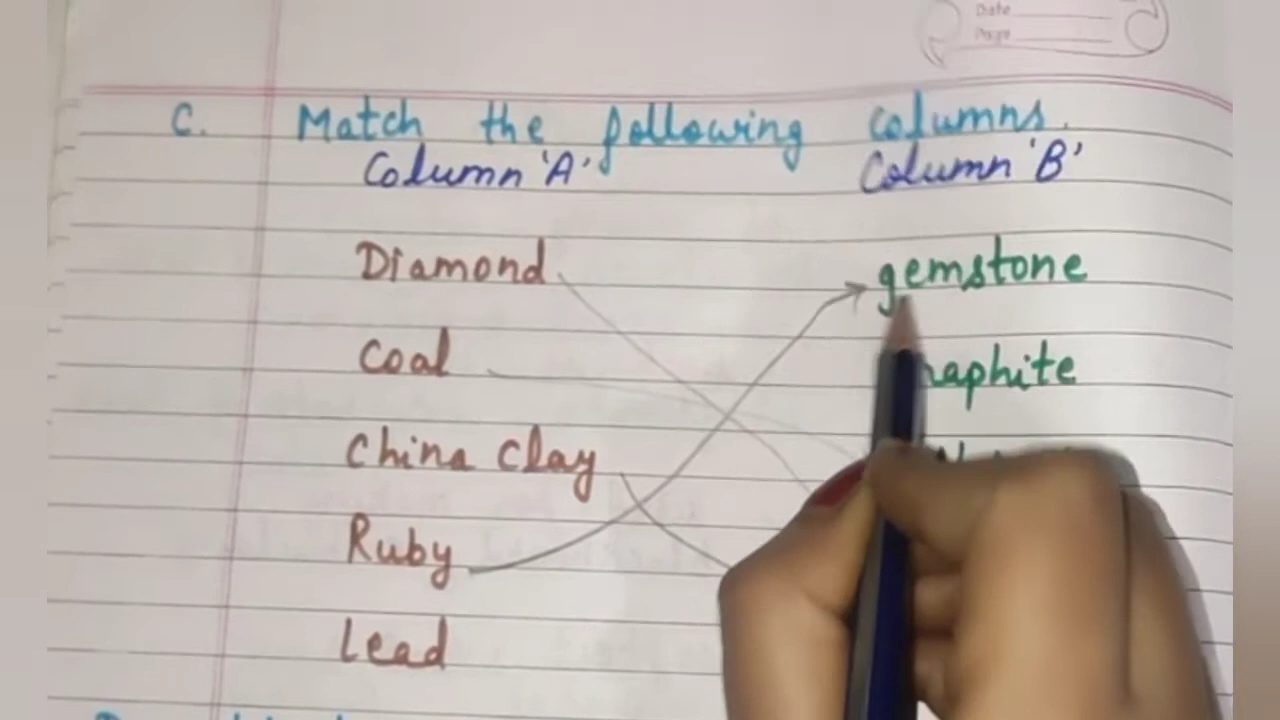 Date
Page
C. Match the following columns.
Column 'A' Column 'B'
Diamond gemstone
Coal
China Clay
Ruby
Lead